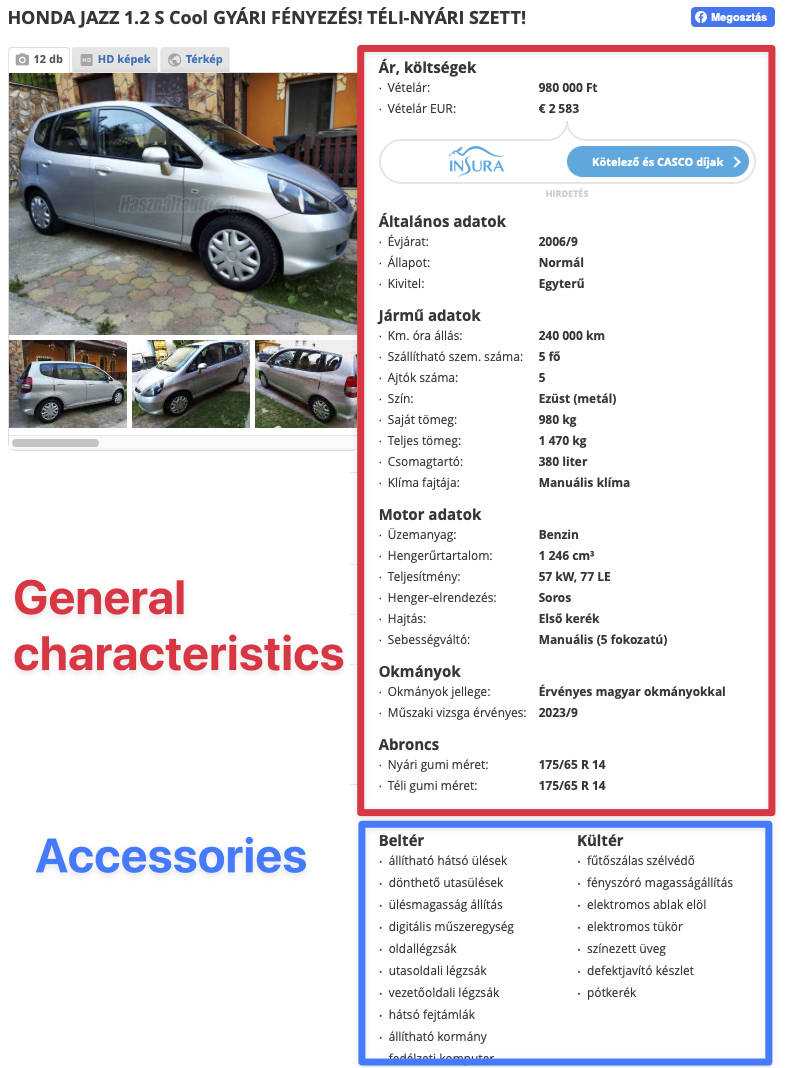 HONDA JAZZ 1.2 S Cool GYÁRI FÉNYEZÉS! TÉLI-NYÁRI SZETT!
Megosztás
12 db
HD HD képek
Térkép
Használtautó
General
characteristics
Accessories
Ár, költségek
· Vételár: 980 000 Ft
· Vételár EUR: € 2 583
INSURA
Kötelező és CASCO díjak
HIRDETÉS
Általános adatok
· Évjárat: 2006/9
· Állapot: Normál
· Kivitel: Egyterű
Jármű adatok
· Km. óra állás: 240 000 km
· Szállítható szem. száma: 5 fő
· Ajtók száma: 5
· Szín: Ezüst (metál)
· Saját tömeg: 980 kg
· Teljes tömeg: 1 470 kg
· Csomagtartó: 380 liter
· Klíma fajtája: Manuális klíma
Motor adatok
· Üzemanyag: Benzin
· Hengerűrtartalom: 1 246 cm³
· Teljesítmény: 57 kW, 77 LE
· Henger-elrendezés: Soros
· Hajtás: Első kerék
· Sebességváltó: Manuális (5 fokozatú)
Okmányok
· Okmányok jellege: Érvényes magyar okmányokkal
· Műszaki vizsga érvényes: 2023/9
Abroncs
· Nyári gumi méret: 175/65 R 14
· Téli gumi méret: 175/65 R 14
Beltér
· állítható hátsó ülések
· dönthető utasülések
· ülésmagasság állítás
· digitális műszeregység
· oldallégzsák
· utasoldali légzsák
· vezetőoldali légzsák
· hátsó fejtámlák
· állítható kormány
fedélzeti komputer
Kültér
· fűtőszálas szélvédő
· fényszóró magasságállítás
· elektromos ablak elöl
· elektromos tükör
· színezett üveg
· defektjavító készlet
· pótkerék